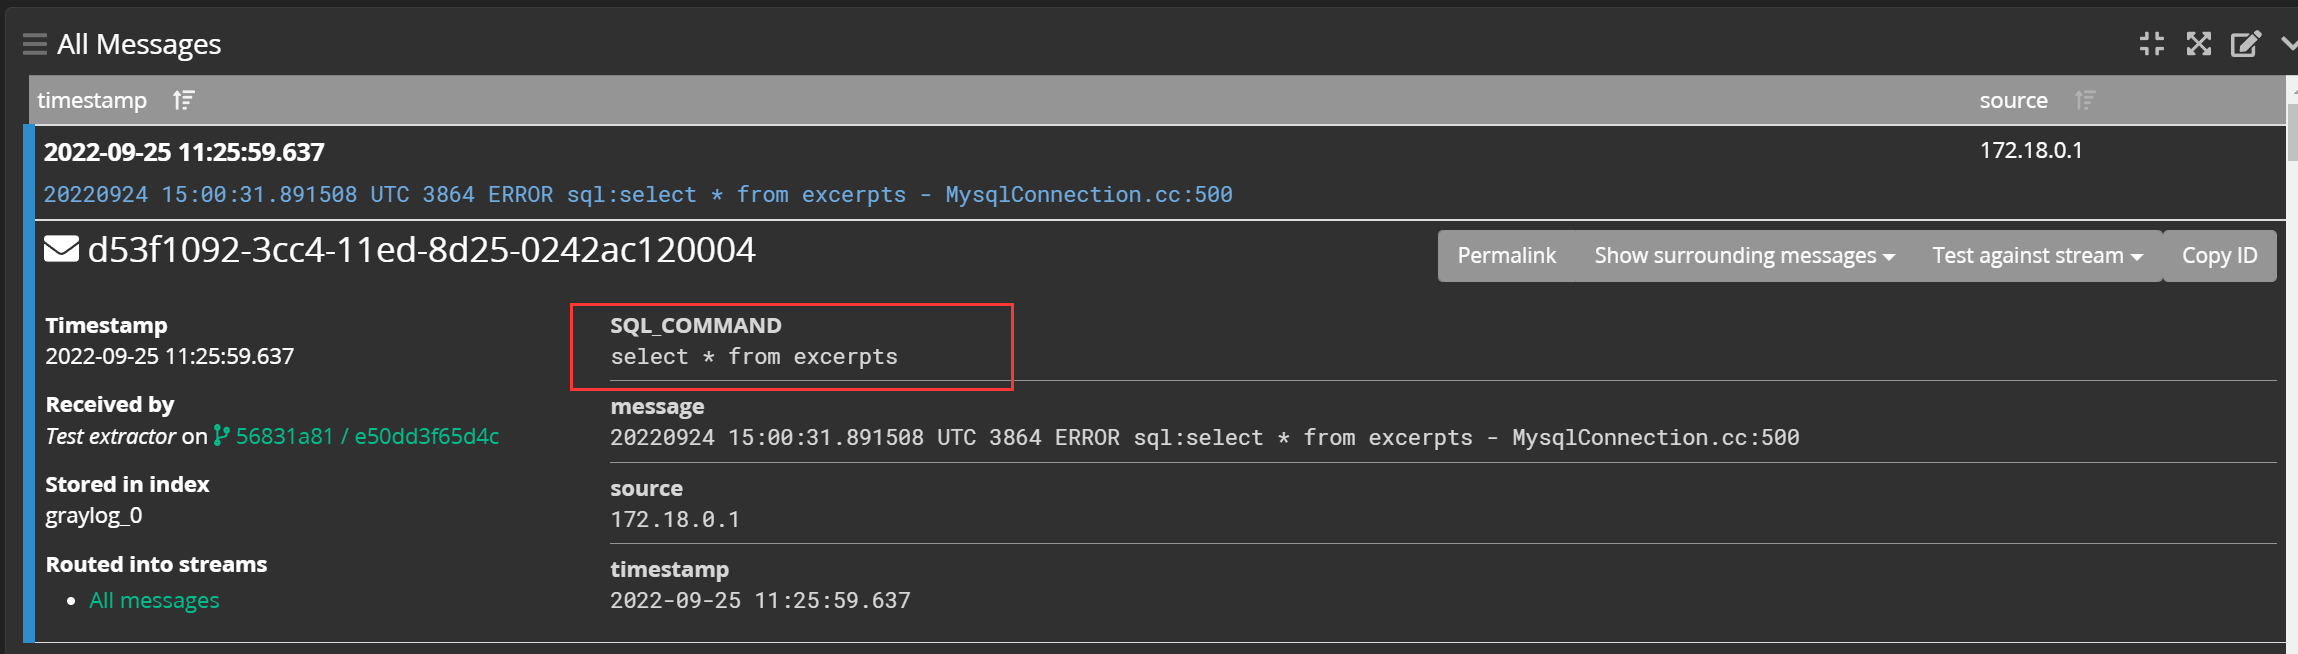 All Messages
timestamp source
2022-09-25 11:25:59.637 172.18.0.1
20220924 15:00:31.891508 UTC 3864 ERROR sql:select * from excerpts - MysqlConnection.cc:500
d53f1092-3cc4-11ed-8d25-0242ac120004
Permalink Show surrounding messages Test against stream Copy ID
Timestamp
2022-09-25 11:25:59.637
Received by
Test extractor on 56831a81 / e50dd3f65d4c
Stored in index
graylog_0
Routed into streams
• All messages
SQL_COMMAND
select * from excerpts
message
20220924 15:00:31.891508 UTC 3864 ERROR sql:select * from excerpts - MysqlConnection.cc:500
source
172.18.0.1
timestamp
2022-09-25 11:25:59.637